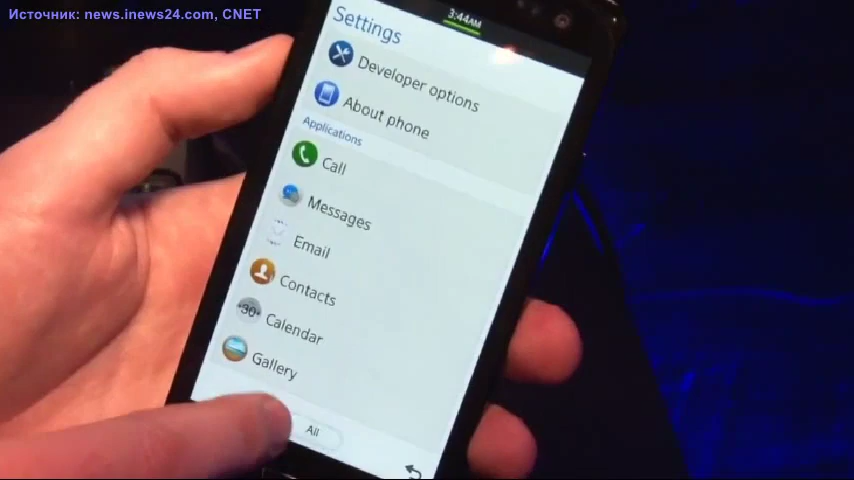 Источник: news.inews24.com, CNET
3:44AM
Settings
Developer options
About phone
Applications
Call
Messages
Email
Contacts
30
Calendar
Gallery
All